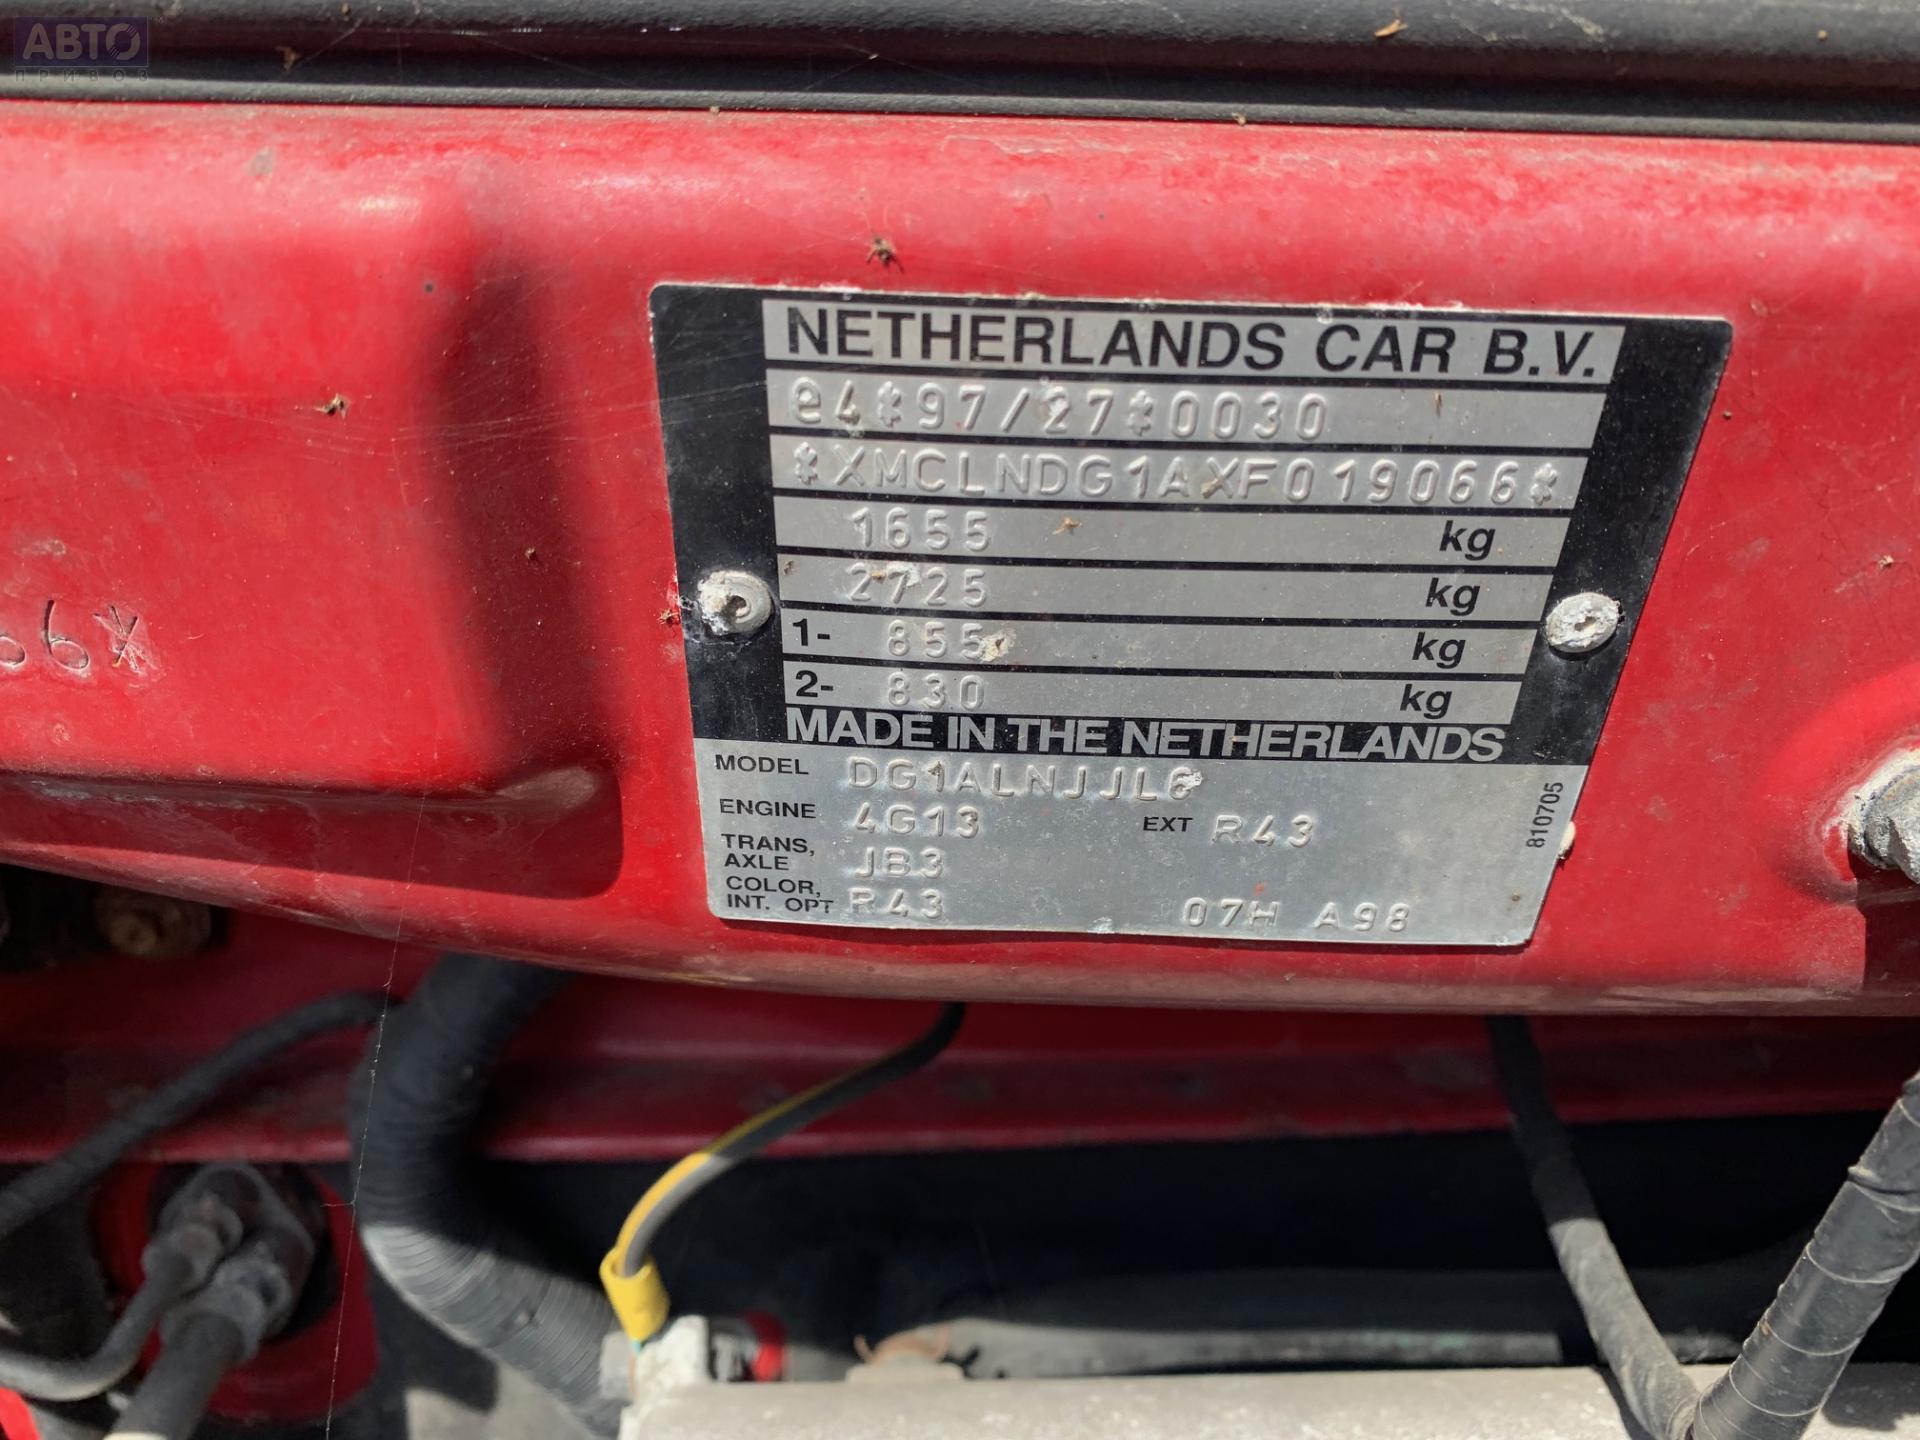 АВТО
ПРИВОЗ
NETHERLANDS CAR B.V.
e4*97/27*0030
*XMCLNDG1AXF019066*
1655 kg
2725 kg
1- 855 kg
2- 830 kg
MADE IN THE NETHERLANDS
MODEL DG1ALNJJL6
ENGINE 4G13 EXT R43
TRANS,
AXLE JB3
COLOR,
INT. OPT R43 07H A98
810705
66*